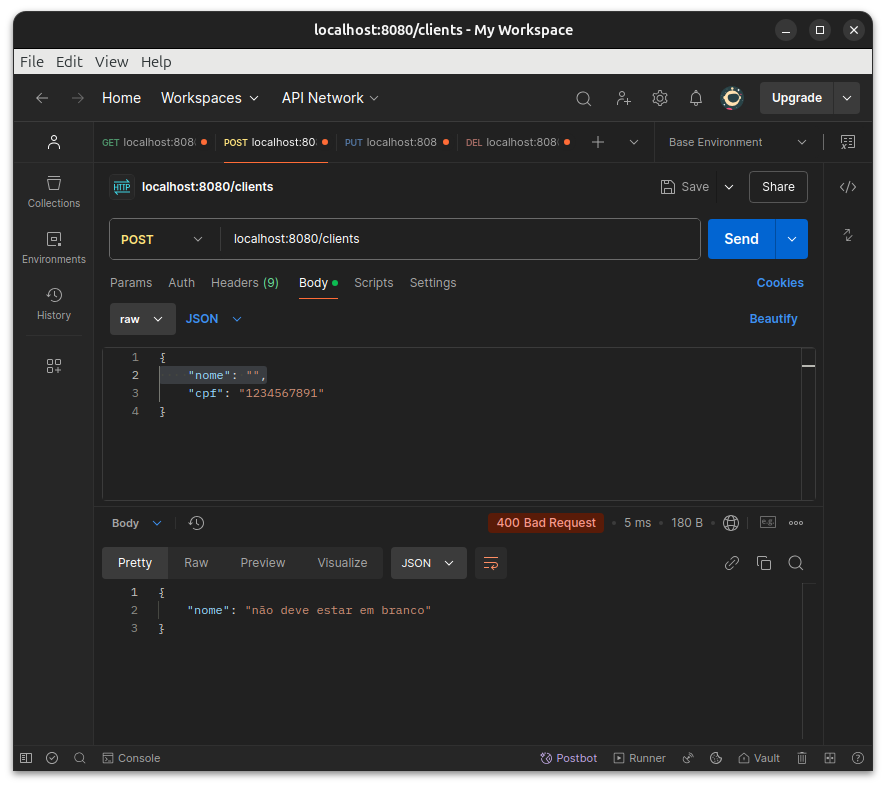 localhost:8080/clients - My Workspace
File Edit View Help
Home Workspaces API Network Upgrade
GET localhost:808 POST localhost:80 PUT localhost:808 DEL localhost:808 Base Environment
HTTP localhost:8080/clients Save Share
POST localhost:8080/clients Send
Collections
Environments
History
Params Auth Headers (9) Body Scripts Settings Cookies
raw JSON Beautify
1 {
2 "nome": "",
3 "cpf": "1234567891"
4 }
Body 400 Bad Request 5 ms 180 B e.g.
Pretty Raw Preview Visualize JSON
1 {
2 "nome": "não deve estar em branco"
3 }
Console Postbot Runner Vault